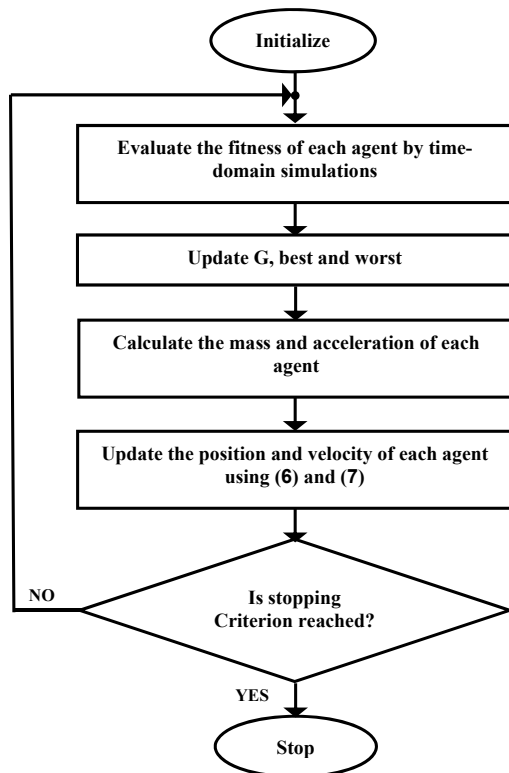 Initialize
Evaluate the fitness of each agent by time-
domain simulations
Update G, best and worst
Calculate the mass and acceleration of each
agent
Update the position and velocity of each agent
using (6) and (7)
Is stopping
Criterion reached?
NO
YES
Stop